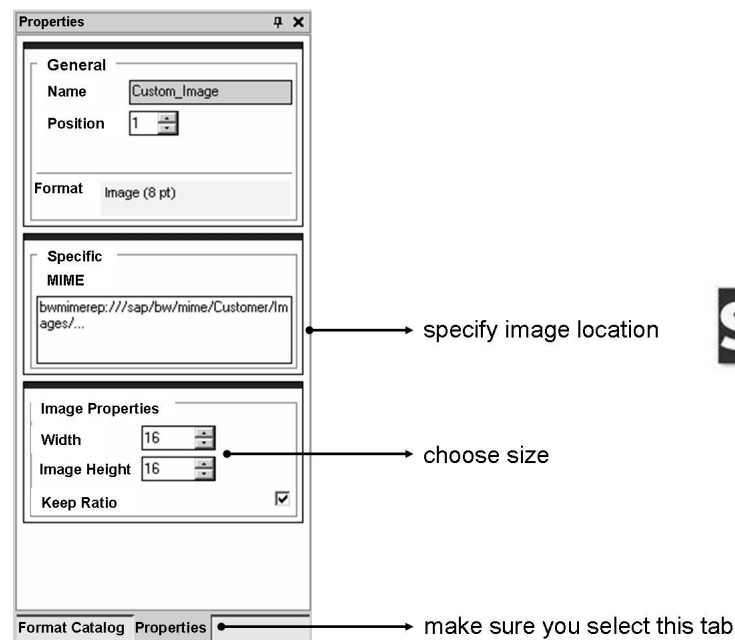 Properties
General
Name Custom_Image
Position 1
Format Image (8 pt)
Specific
MIME
bwmimerep:///sap/bw/mime/Customer/Im
ages/...
specify image location
Image Properties
Width 16
Image Height 16
choose size
Keep Ratio
Format Catalog Properties
make sure you select this tab